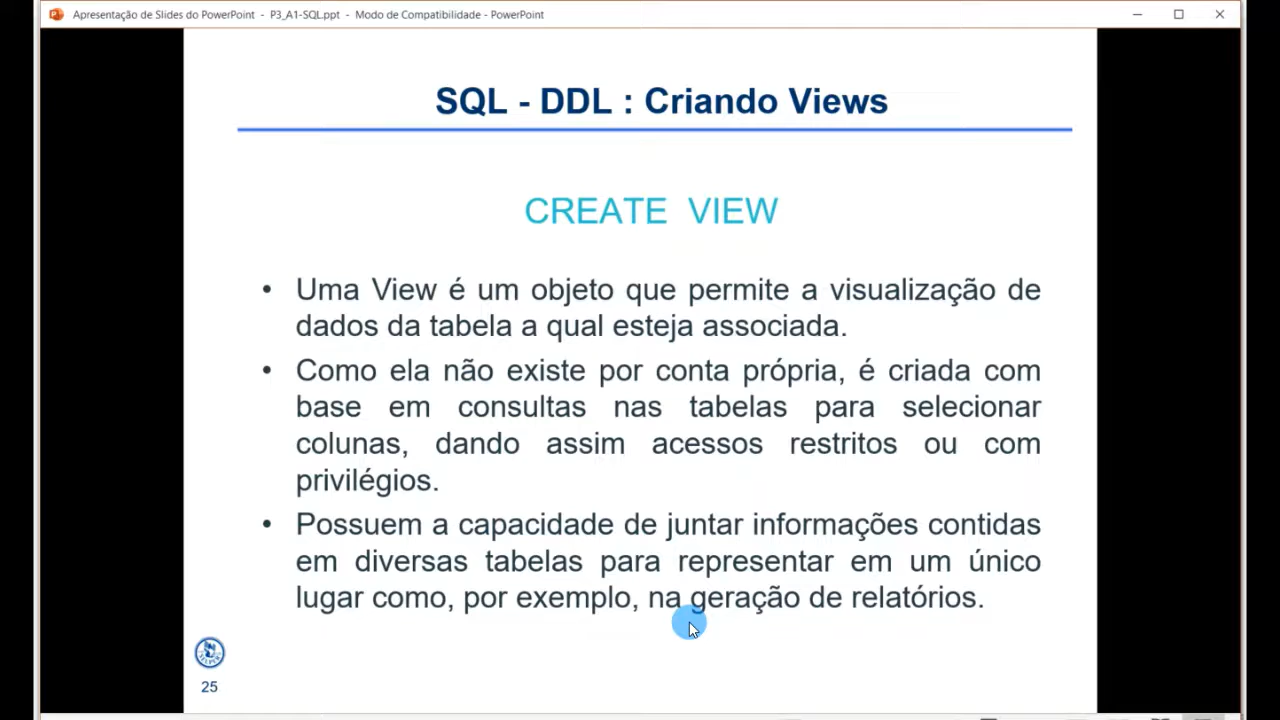 Apresentação de Slides do PowerPoint - P3_A1-SQL.ppt - Modo de Compatibilidade - PowerPoint
SQL - DDL : Criando Views
CREATE VIEW
• Uma View é um objeto que permite a visualização de
dados da tabela a qual esteja associada.
• Como ela não existe por conta própria, é criada com
base em consultas nas tabelas para selecionar
colunas, dando assim acessos restritos ou com
privilégios.
• Possuem a capacidade de juntar informações contidas
em diversas tabelas para representar em um único
lugar como, por exemplo, na geração de relatórios.
25